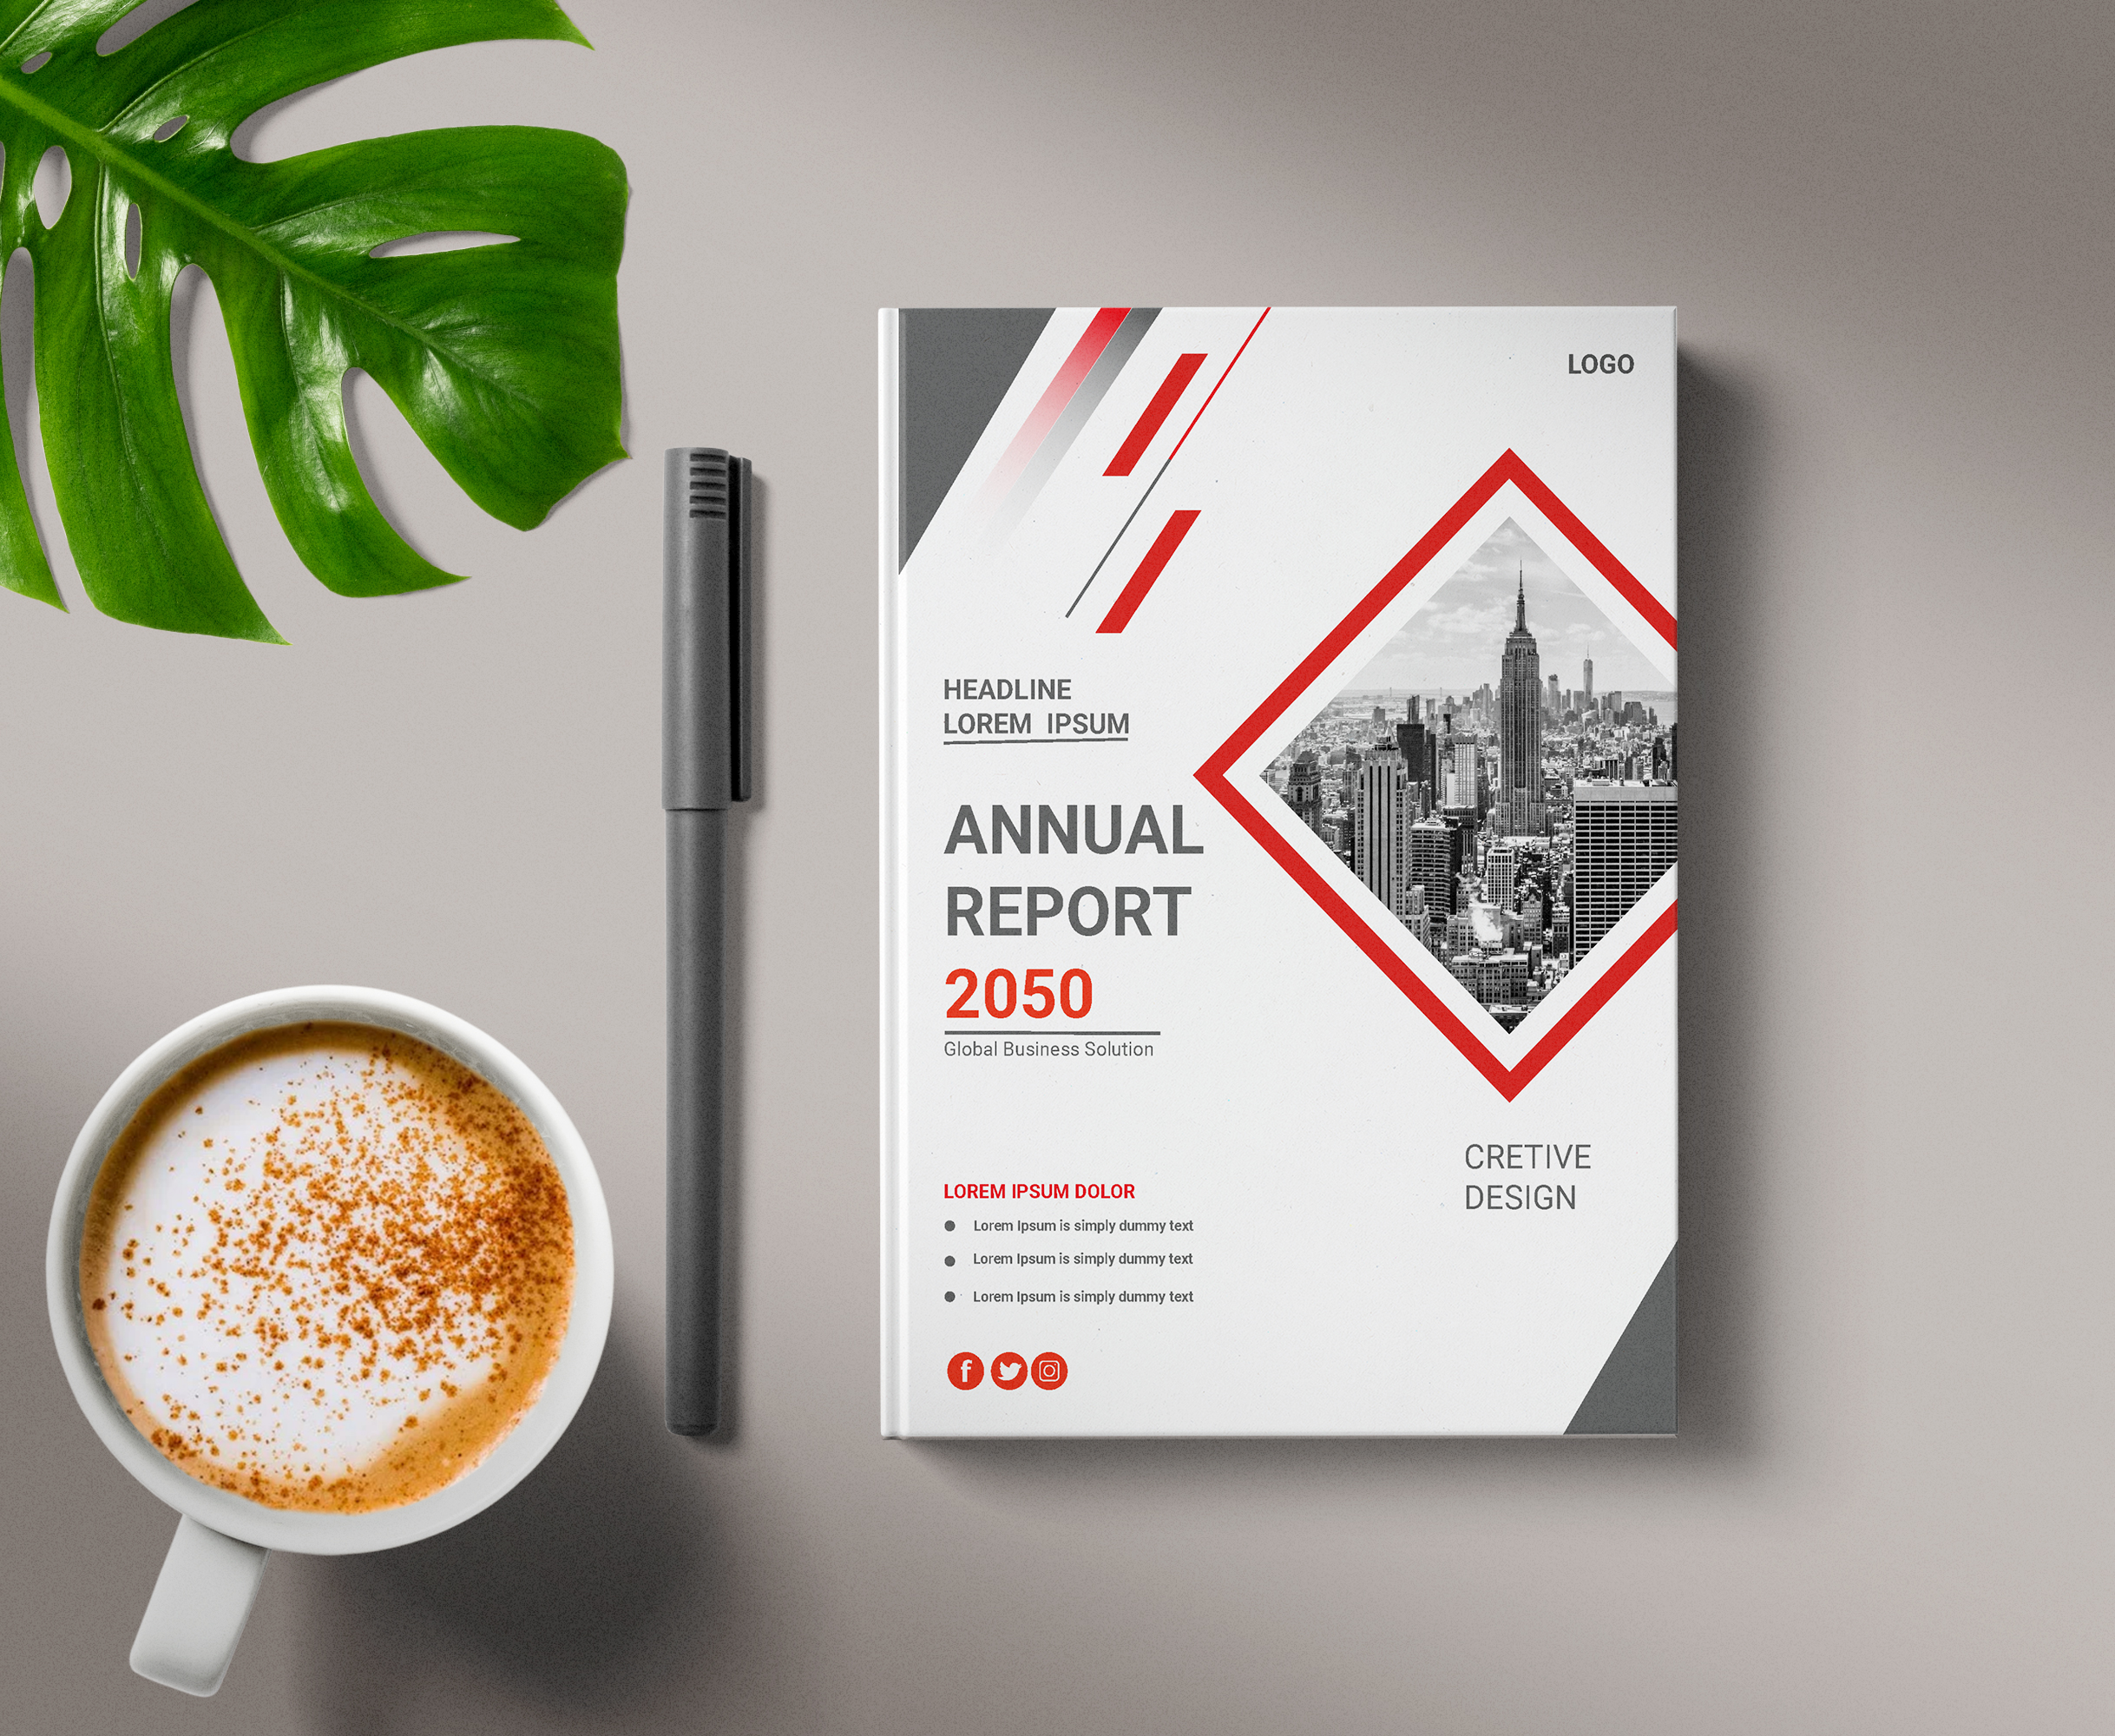 LOGO
HEADLINE
LOREM IPSUM
ANNUAL
REPORT
2050
Global Business Solution
CRETIVE
DESIGN
LOREM IPSUM DOLOR
Lorem Ipsum is simply dummy text
Lorem Ipsum is simply dummy text
Lorem Ipsum is simply dummy text